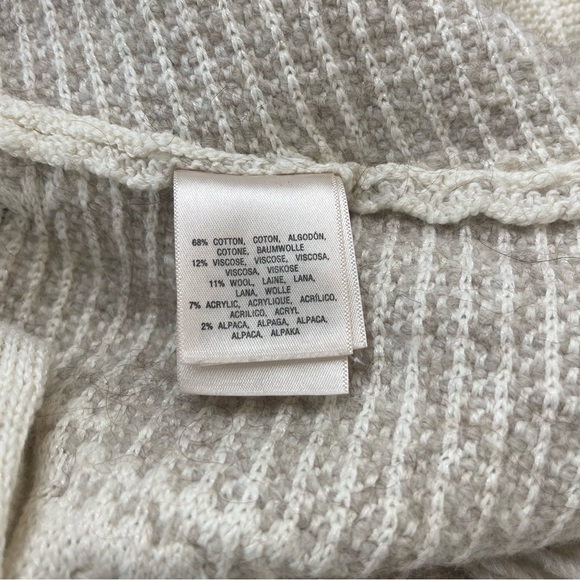 68% COTTON, COTON, ALGODÓN,
COTONE, BAUMWOLLE
12% VISCOSE, VISCOSE, VISCOSA,
VISCOSA, VISKOSE
11% WOOL, LAINE, LANA,
LANA, WOLLE
7% ACRYLIC, ACRYLIQUE, ACRÍLICO,
ACRILICO, ACRYL
2% ALPACA, ALPAGA, ALPACA,
ALPACA, ALPAKA